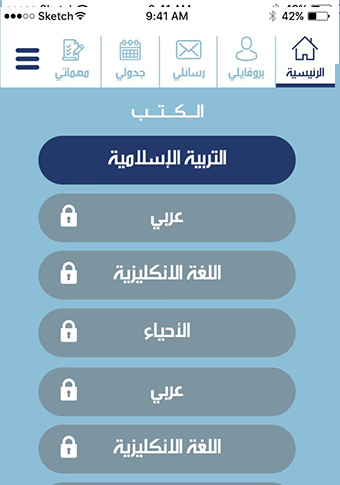 Sketch 9:41 AM 42%
الرئيسية بروفايلي رسائلي جدولي مهماتي
الكتب
التربية الإسلامية
عربي
اللغة الانكليزية
الأحياء
عربي
اللغة الانكليزية